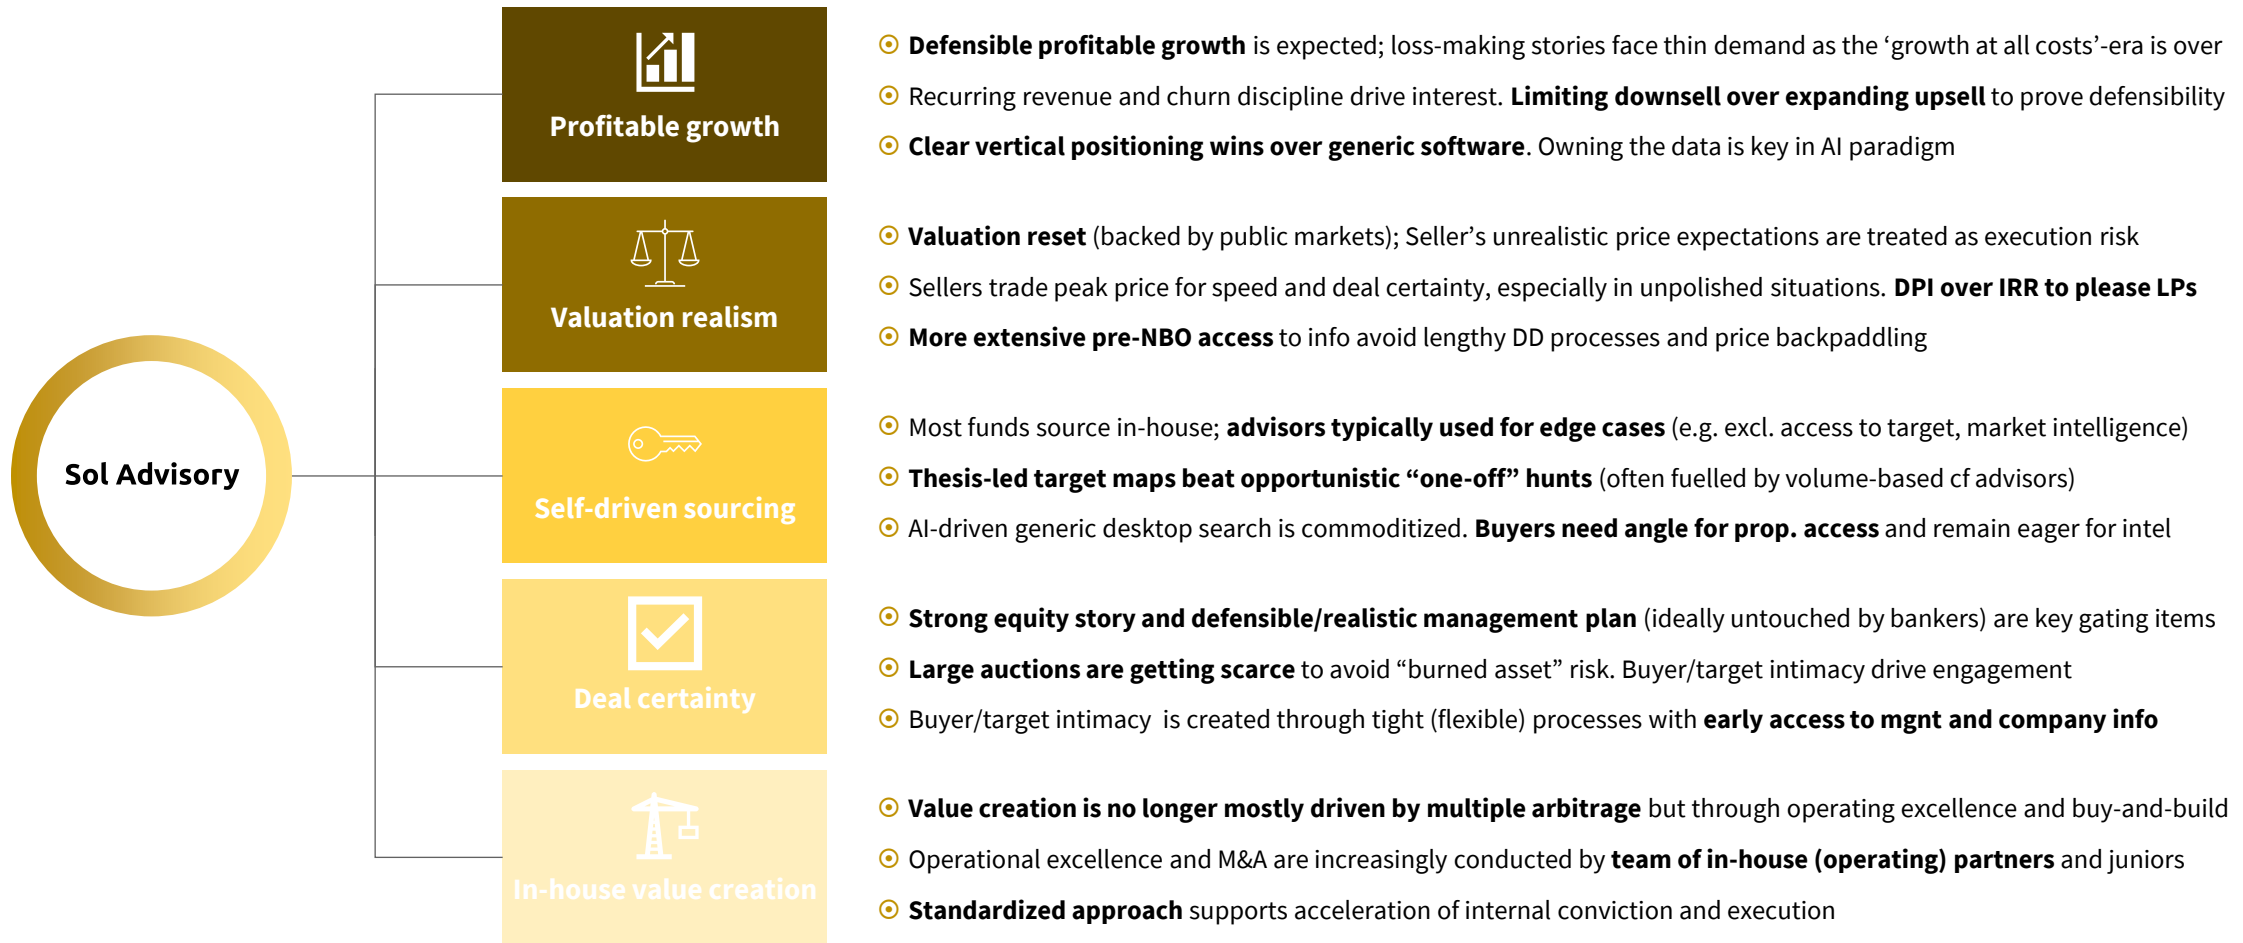 Sol Advisory
Profitable growth
Defensible profitable growth is expected; loss-making stories face thin demand as the ‘growth at all costs’-era is over
Recurring revenue and churn discipline drive interest. Limiting downsell over expanding upsell to prove defensibility
Clear vertical positioning wins over generic software. Owning the data is key in AI paradigm
Valuation realism
Valuation reset (backed by public markets); Seller’s unrealistic price expectations are treated as execution risk
Sellers trade peak price for speed and deal certainty, especially in unpolished situations. DPI over IRR to please LPs
More extensive pre-NBO access to info avoid lengthy DD processes and price backpaddling
Self-driven sourcing
Most funds source in-house; advisors typically used for edge cases (e.g. excl. access to target, market intelligence)
Thesis-led target maps beat opportunistic “one-off” hunts (often fuelled by volume-based cf advisors)
AI-driven generic desktop search is commoditized. Buyers need angle for prop. access and remain eager for intel
Deal certainty
Strong equity story and defensible/realistic management plan (ideally untouched by bankers) are key gating items
Large auctions are getting scarce to avoid “burned asset” risk. Buyer/target intimacy drive engagement
Buyer/target intimacy is created through tight (flexible) processes with early access to mgnt and company info
In-house value creation
Value creation is no longer mostly driven by multiple arbitrage but through operating excellence and buy-and-build
Operational excellence and M&A are increasingly conducted by team of in-house (operating) partners and juniors
Standardized approach supports acceleration of internal conviction and execution